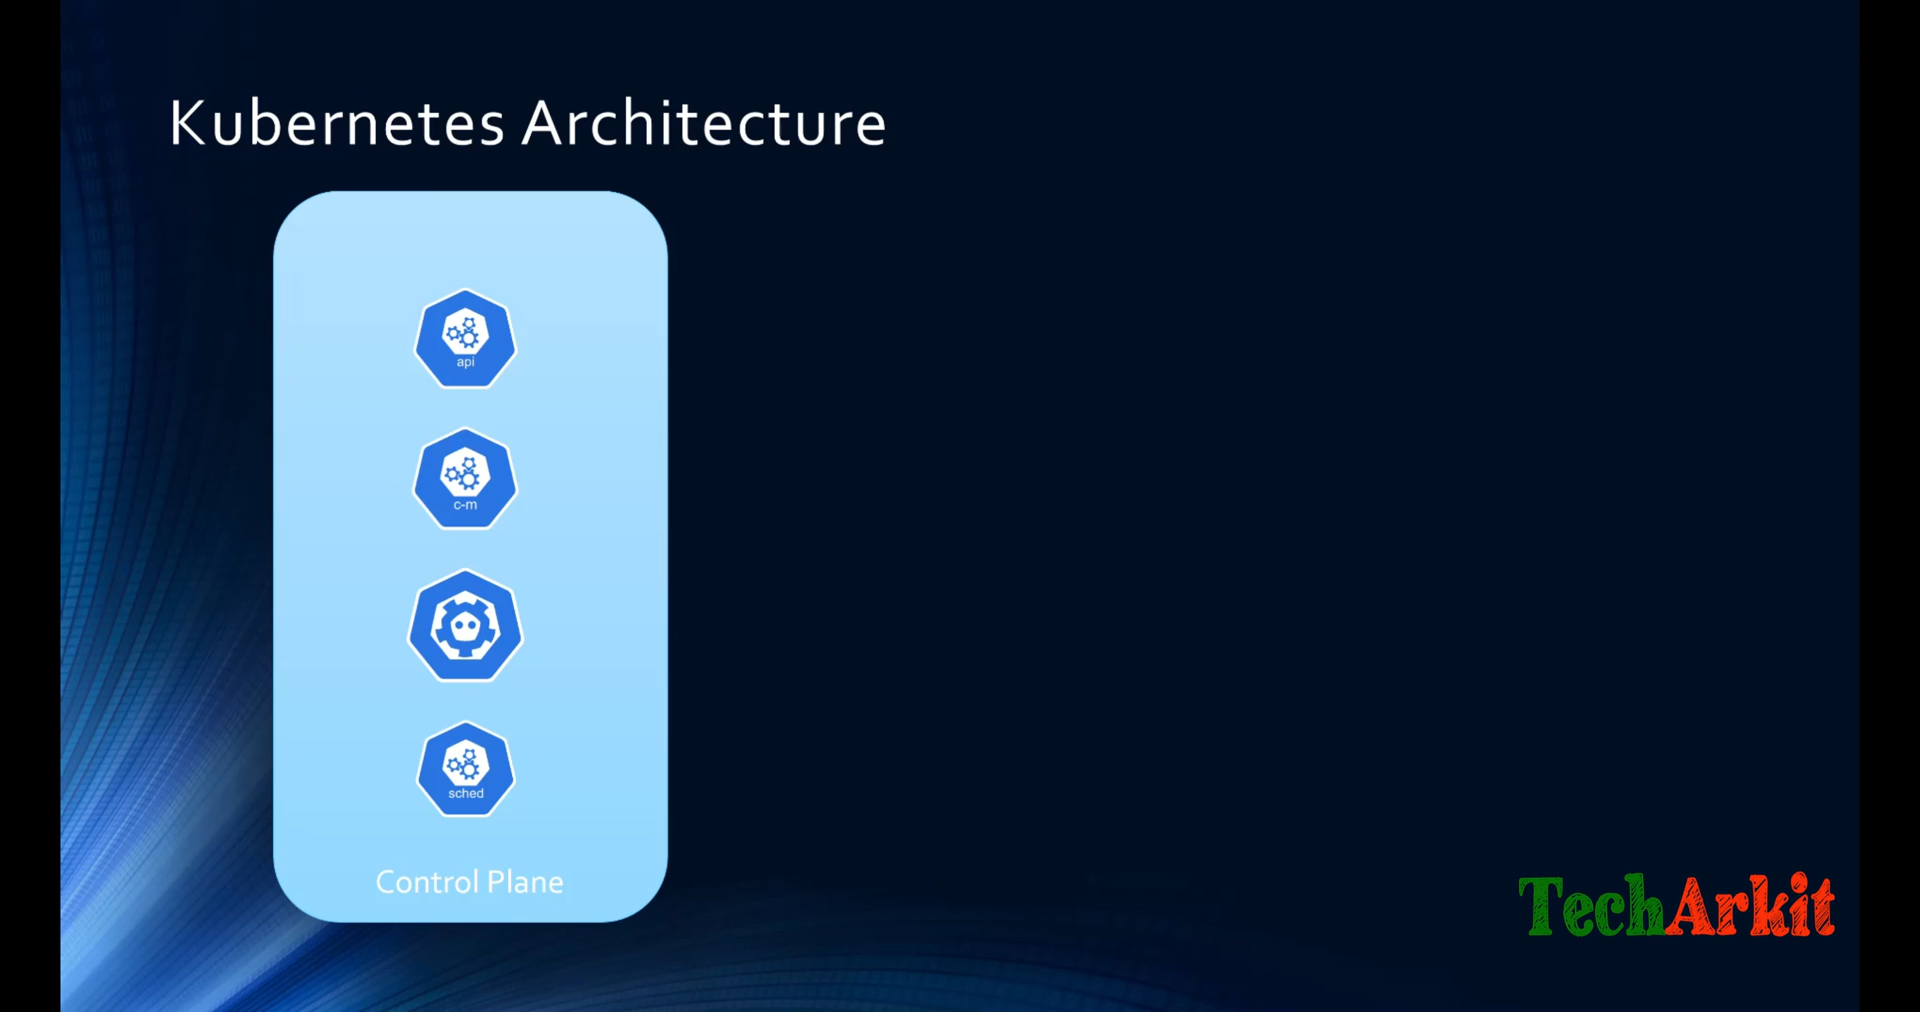 Kubernetes Architecture
api
c-m
sched
Control Plane
TechArkit